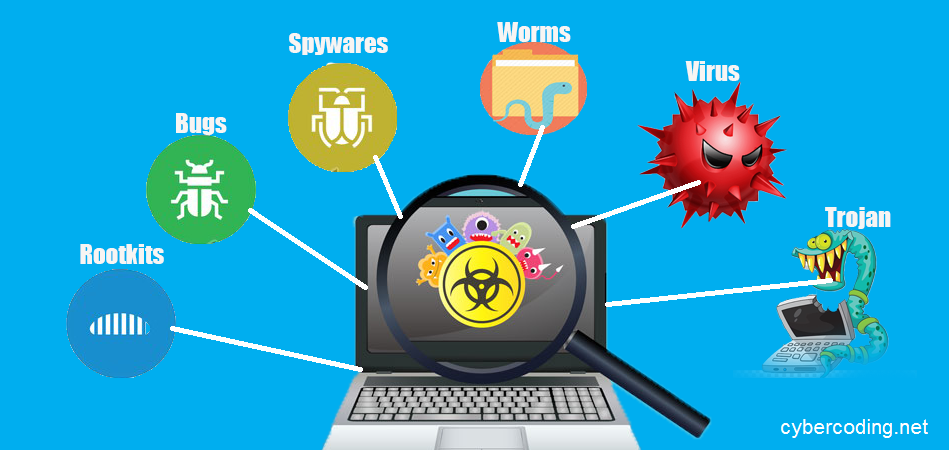 Worms
Spywares
Virus
Bugs
Trojan
Rootkits
cybercoding.net